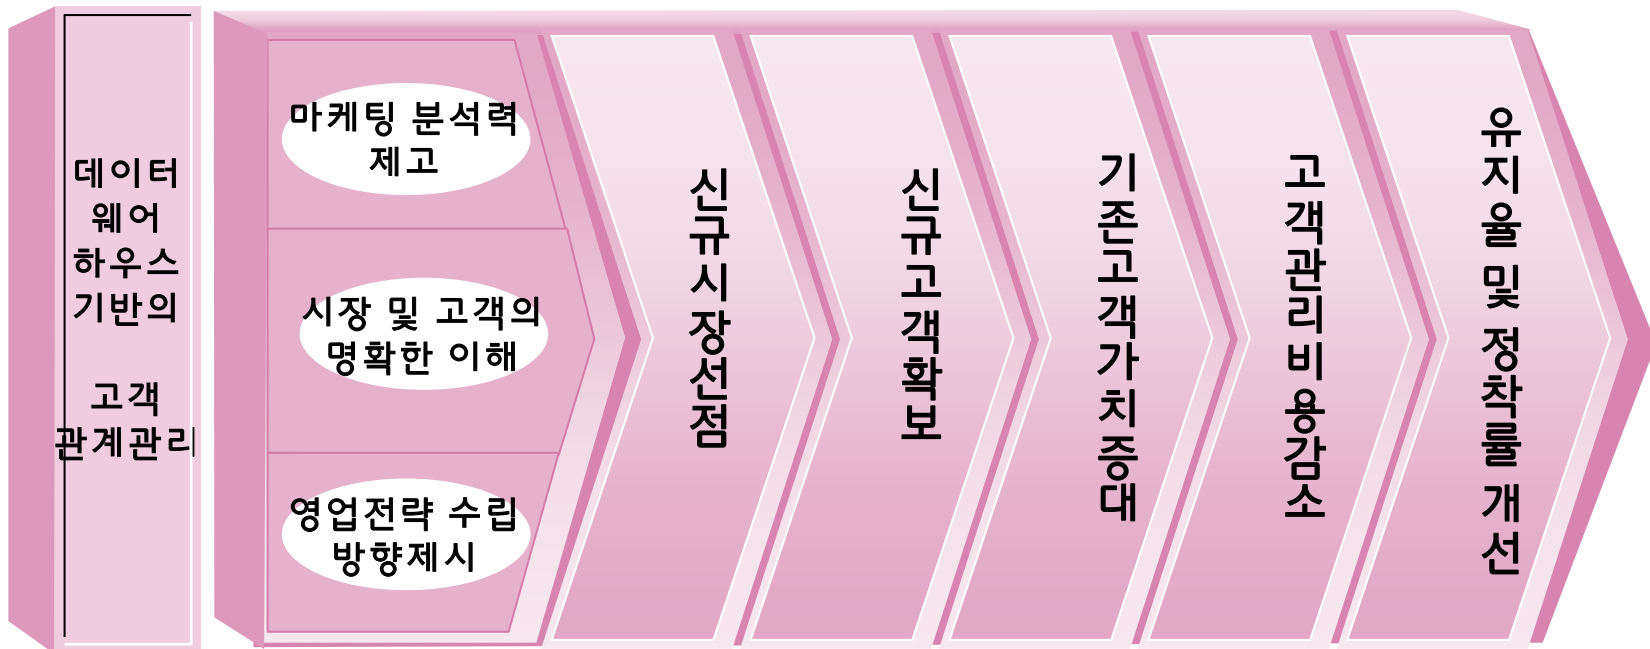 데이터
웨어
하우스
기반의
고객
관계관리
마케팅 분석력
제고
시장 및 고객의
명확한 이해
영업전략 수립
방향제시
신규시장선점
신규고객확보
기존고객가치증대
고객관리비용감소
유지율 및 정착률 개선